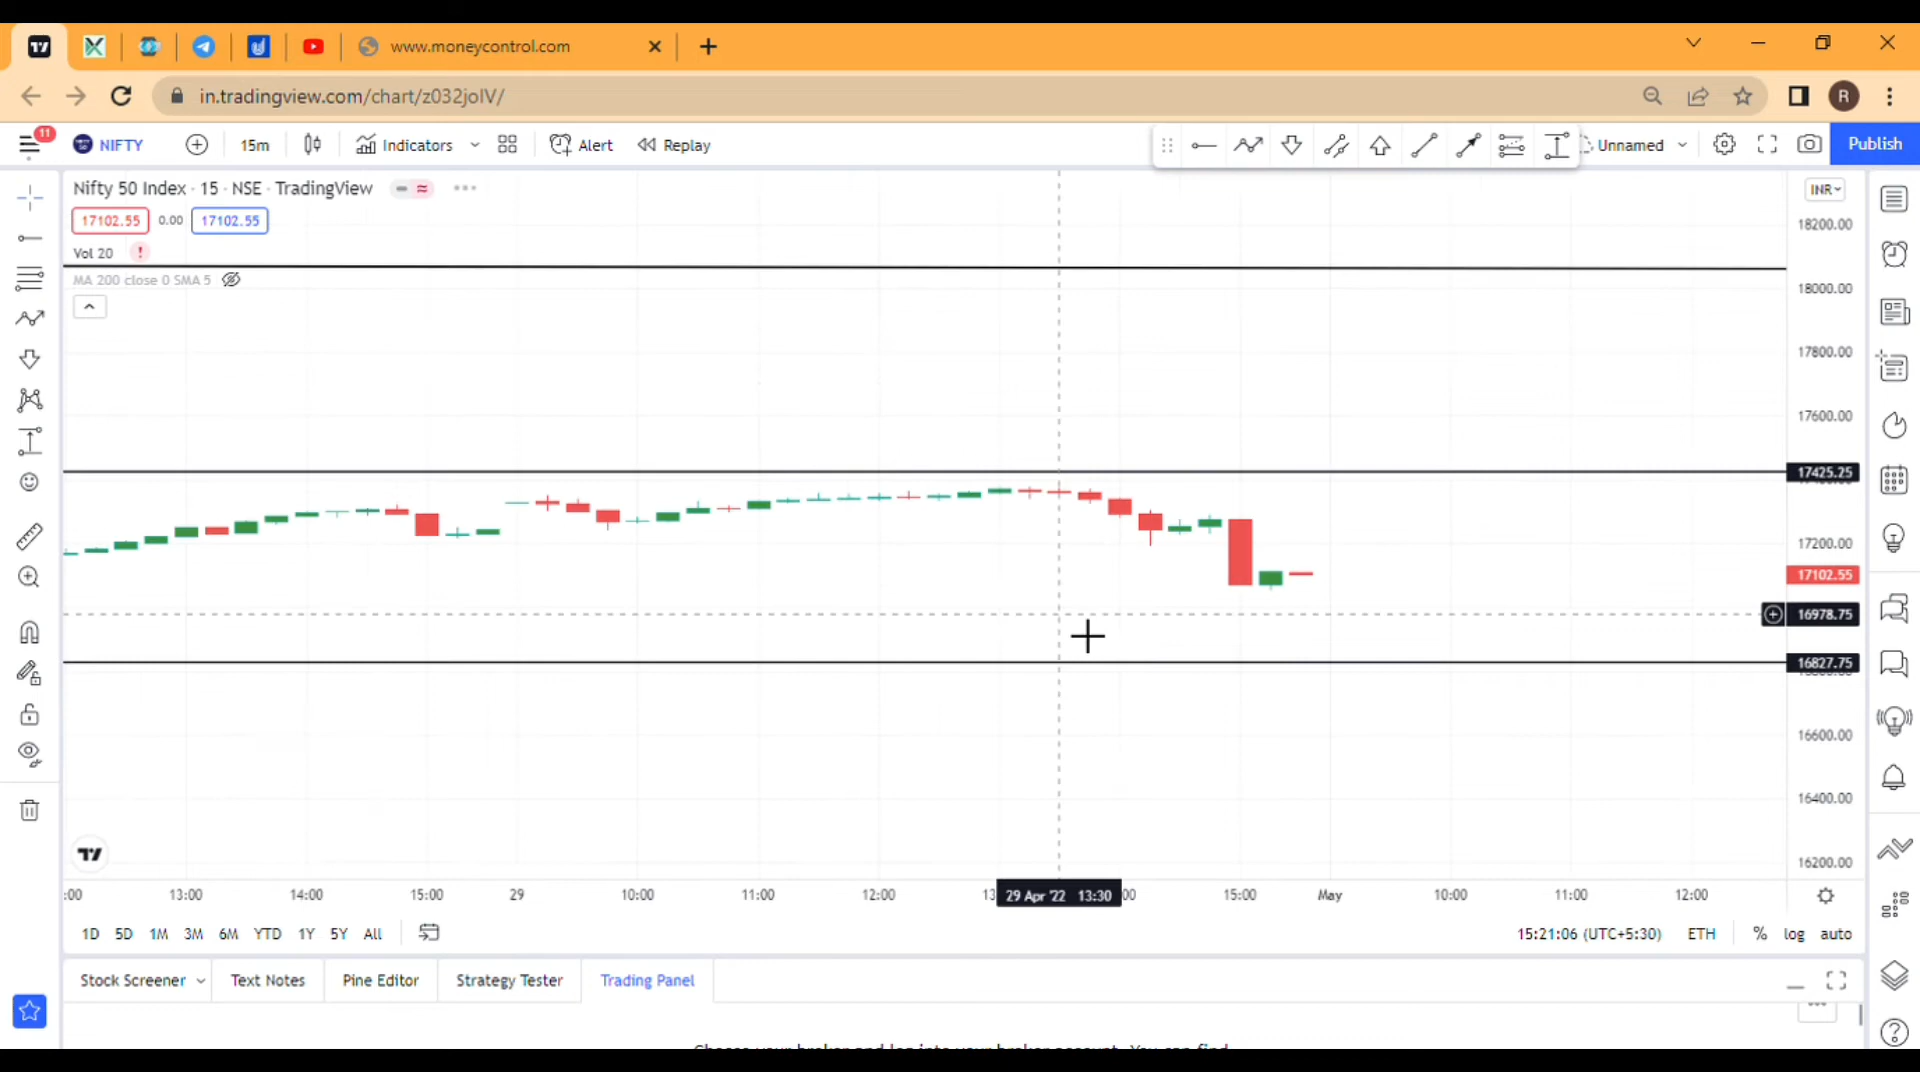 www.moneycontrol.com
in.tradingview.com/chart/z032joIV/
R
11
NIFTY
15m
Indicators
Alert
Replay
Unnamed
Publish
Nifty 50 Index · 15 · NSE · TradingView
INR
17102.55
0.00
17102.55
Vol 20
!
MA 200 close 0 SMA 5
18200.00
18000.00
17800.00
17600.00
17425.25
17200.00
17102.55
16978.75
16827.75
16600.00
16400.00
16200.00
:00
13:00
14:00
15:00
29
10:00
11:00
12:00
13
29 Apr '22 13:30
00
15:00
May
10:00
11:00
12:00
1D
5D
1M
3M
6M
YTD
1Y
5Y
All
15:21:06 (UTC+5:30)
ETH
%
log
auto
Stock Screener
Text Notes
Pine Editor
Strategy Tester
Trading Panel
Choose your broker and log into your broker account. You can find